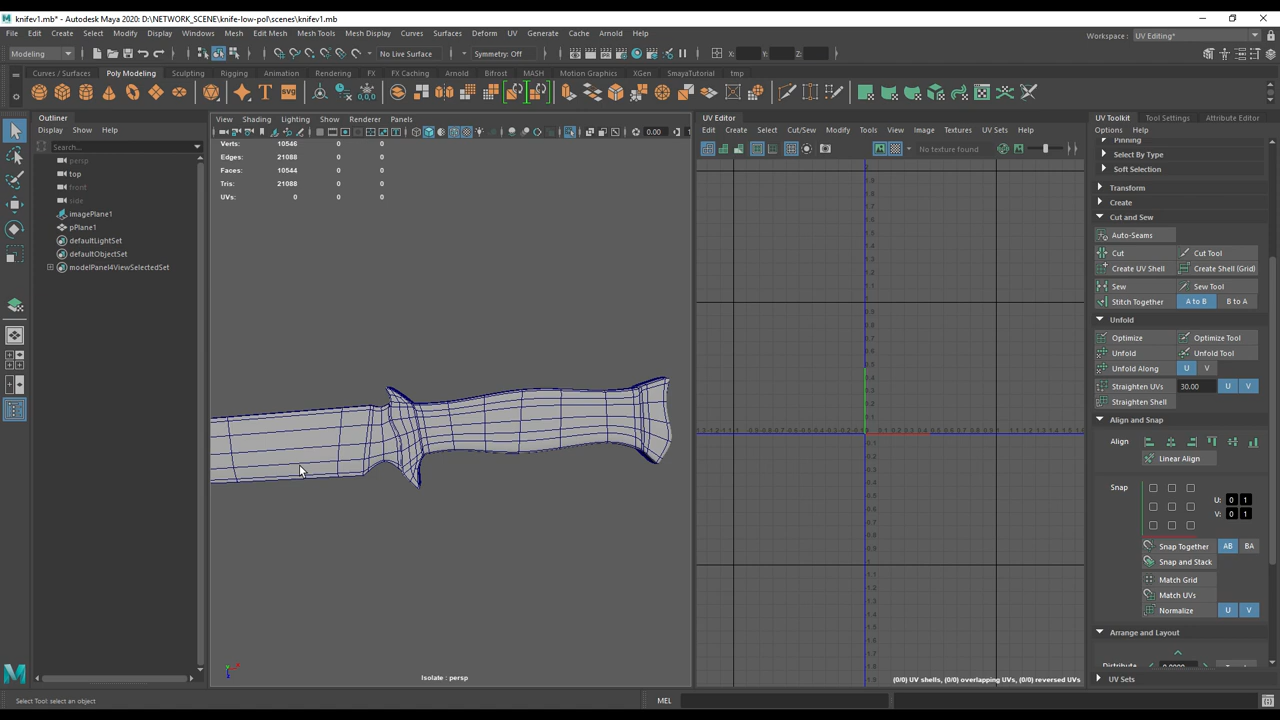 knifev1.mb* - Autodesk Maya 2020: D:\NETWORK_SCENE\knife-low-pol\scenes\knifev1.mb
File Edit Create Select Modify Display Windows Mesh Edit Mesh Mesh Tools Mesh Display Curves Surfaces Deform UV Generate Cache Arnold Help
Workspace : UV Editing*
Modeling No Live Surface Symmetry: Off X: Y: Z:
Curves / Surfaces Poly Modeling Sculpting Rigging Animation Rendering FX FX Caching Arnold Bifrost MASH Motion Graphics XGen SmayaTutorial tmp
Outliner
Display Show Help
Search...
persp
top
front
side
imagePlane1
pPlane1
defaultLightSet
defaultObjectSet
modelPanel4ViewSelectedSet
View Shading Lighting Show Renderer Panels
0.00
Verts: 10546 0 0
Edges: 21088 0 0
Faces: 10544 0 0
Tris: 21088 0 0
UVs: 0 0 0
Isolate : persp
UV Editor
Edit Create Select Cut/Sew Modify Tools View Image Textures UV Sets Help
No texture found
(0/0) UV shells, (0/0) overlapping UVs, (0/0) reversed UVs
UV Toolkit Tool Settings Attribute Editor
Options Help
Pinning
Select By Type
Soft Selection
Transform
Create
Cut and Sew
Auto-Seams
Cut Cut Tool
Create UV Shell Create Shell (Grid)
Sew Sew Tool
Stitch Together A to B B to A
Unfold
Optimize Optimize Tool
Unfold Unfold Tool
Unfold Along U V
Straighten UVs 30.00 U V
Straighten Shell
Align and Snap
Align
Linear Align
Snap
U: 0 1
V: 0 1
Snap Together AB BA
Snap and Stack
Match Grid
Match UVs
Normalize U V
Arrange and Layout
Distribute 0.0000
UV Sets
Select Tool: select an object
MEL